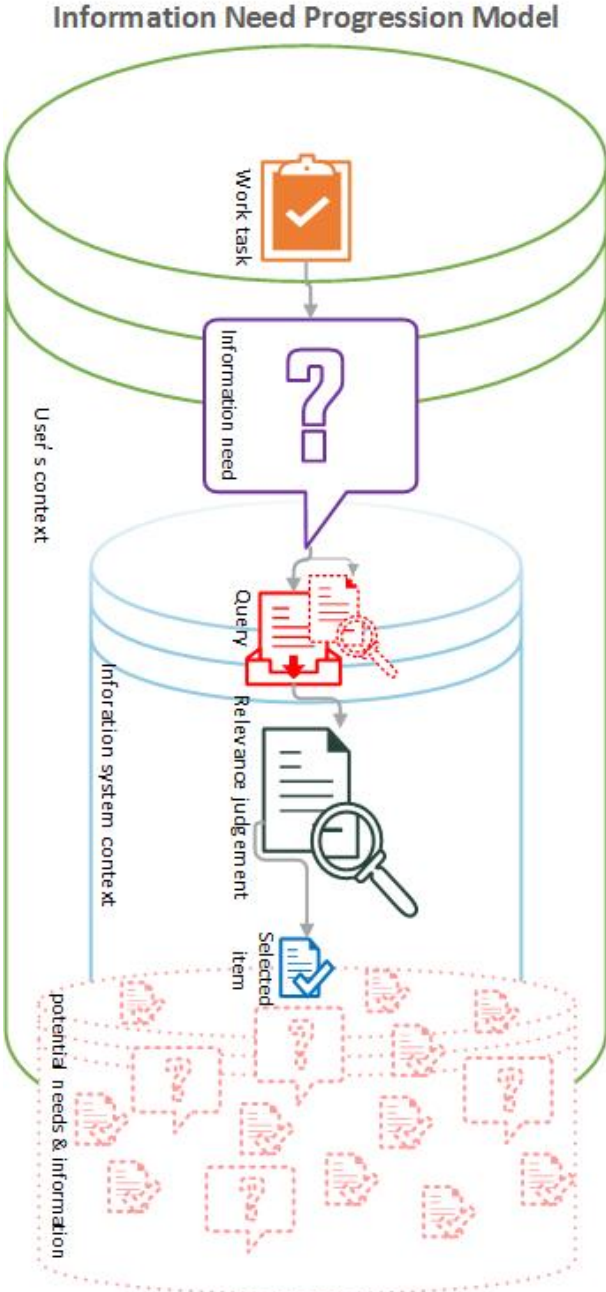 Information Need Progression Model
Work task
Information need
User's context
Query
Relevance judgement
Inforation system context
Selected
item
potential needs & information